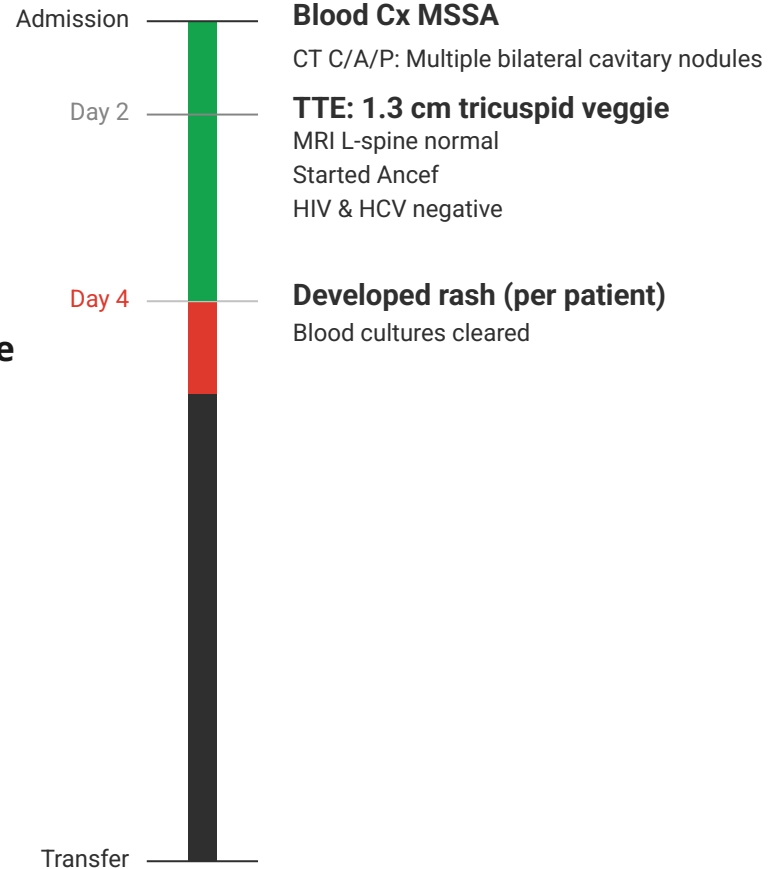 Admission
Blood Cx MSSA
CT C/A/P: Multiple bilateral cavitary nodules
Day 2
TTE: 1.3 cm tricuspid veggie
MRI L-spine normal
Started Ancef
HIV & HCV negative
Day 4
Developed rash (per patient)
Blood cultures cleared
e
Transfer